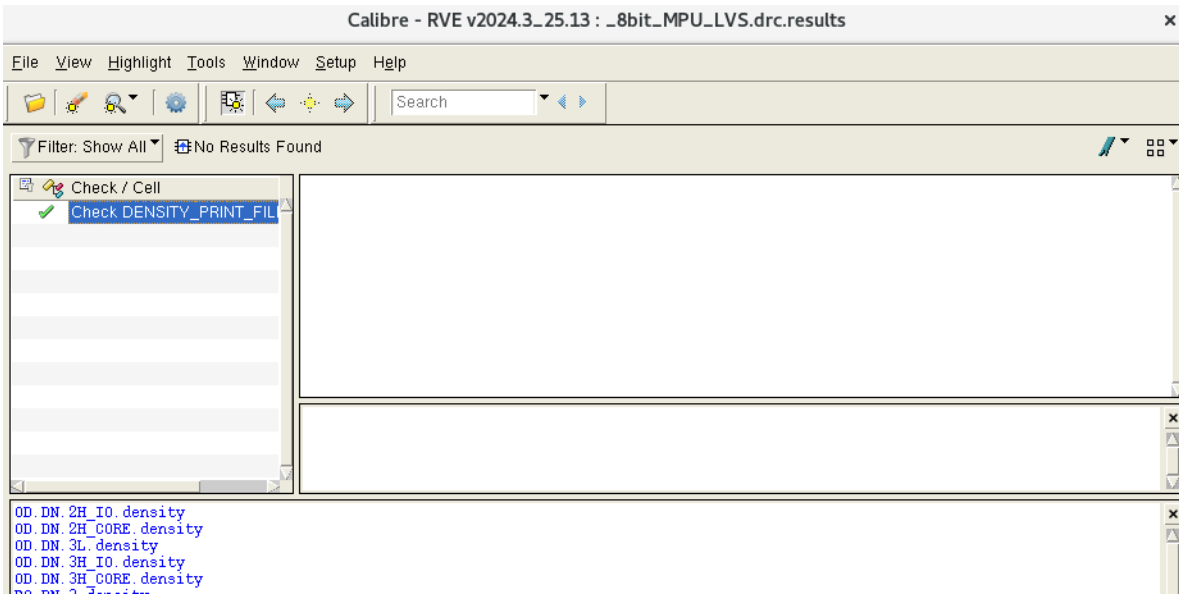 Calibre - RVE v2024.3_25.13 : _8bit_MPU_LVS.drc.results
File View Highlight Tools Window Setup Help
Search
Filter: Show All No Results Found
Check / Cell
Check DENSITY_PRINT_FIL
OD.DN.2H_IO.density
OD.DN.2H_CORE.density
OD.DN.3L.density
OD.DN.3H_IO.density
OD.DN.3H_CORE.density